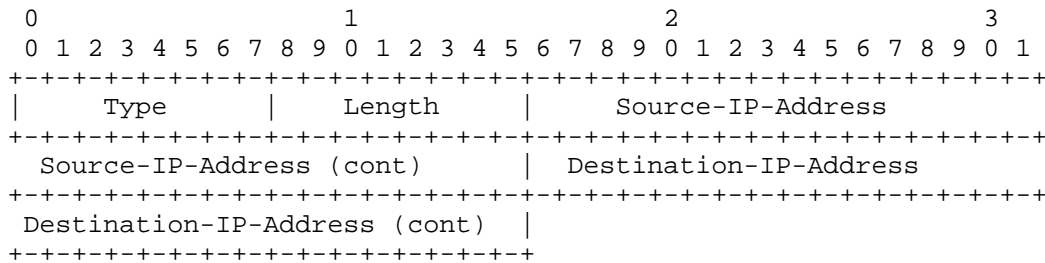 0                   1                   2                   3
 0 1 2 3 4 5 6 7 8 9 0 1 2 3 4 5 6 7 8 9 0 1 2 3 4 5 6 7 8 9 0 1
+-+-+-+-+-+-+-+-+-+-+-+-+-+-+-+-+-+-+-+-+-+-+-+-+-+-+-+-+-+-+-+-+
|     Type      |    Length     |     Source-IP-Address
+-+-+-+-+-+-+-+-+-+-+-+-+-+-+-+-+-+-+-+-+-+-+-+-+-+-+-+-+-+-+-+-+
  Source-IP-Address (cont)      |  Destination-IP-Address
+-+-+-+-+-+-+-+-+-+-+-+-+-+-+-+-+-+-+-+-+-+-+-+-+-+-+-+-+-+-+-+-+
 Destination-IP-Address (cont)  |
+-+-+-+-+-+-+-+-+-+-+-+-+-+-+-+-+